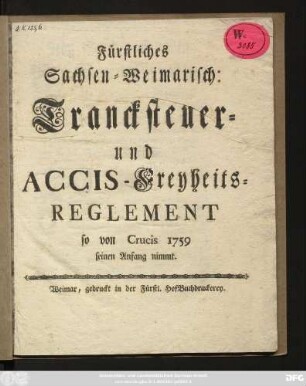 Fürstliches
Sachsen-Weimarisch:
Trancksteuer-
und
ACCIS-Freyheits-
REGLEMENT
so von Crucis 1759
seinen Anfang nimmt.
Weimar, gedruckt in der Fürstl. HofBuchdruckerey.
W.